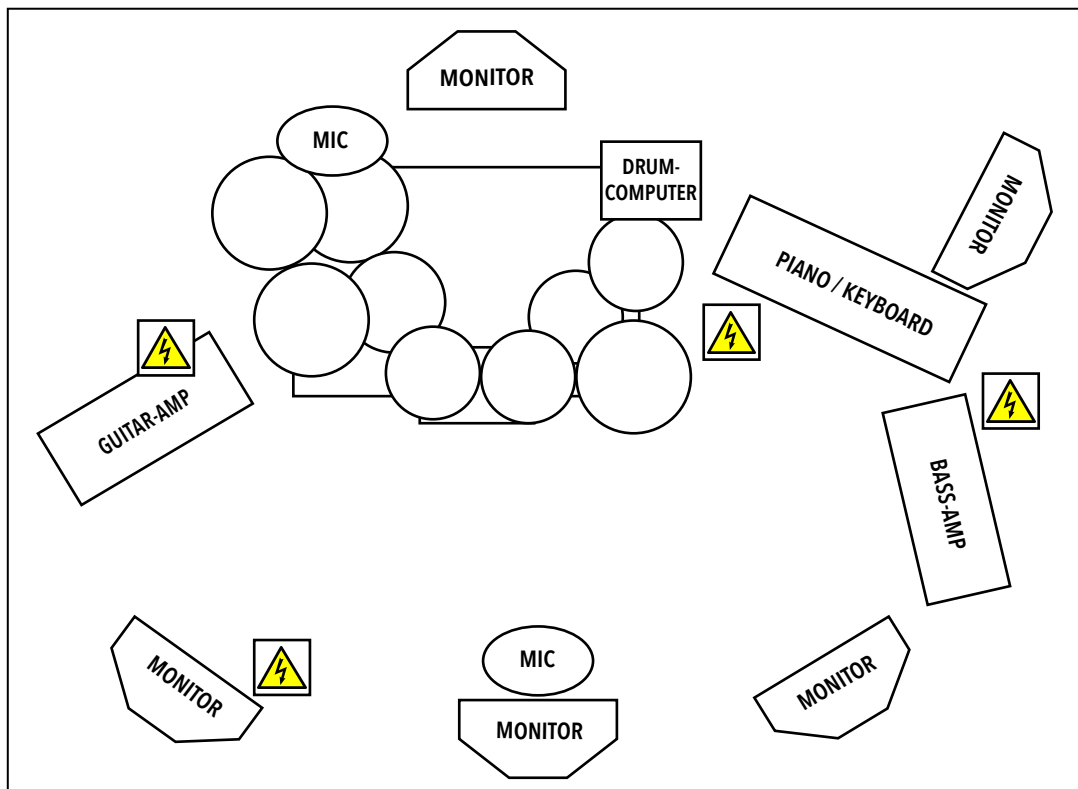 MONITOR
MIC
DRUM-
COMPUTER
MONITOR
PIANO / KEYBOARD
GUITAR-AMP
BASS-AMP
MONITOR
MIC
MONITOR
MONITOR